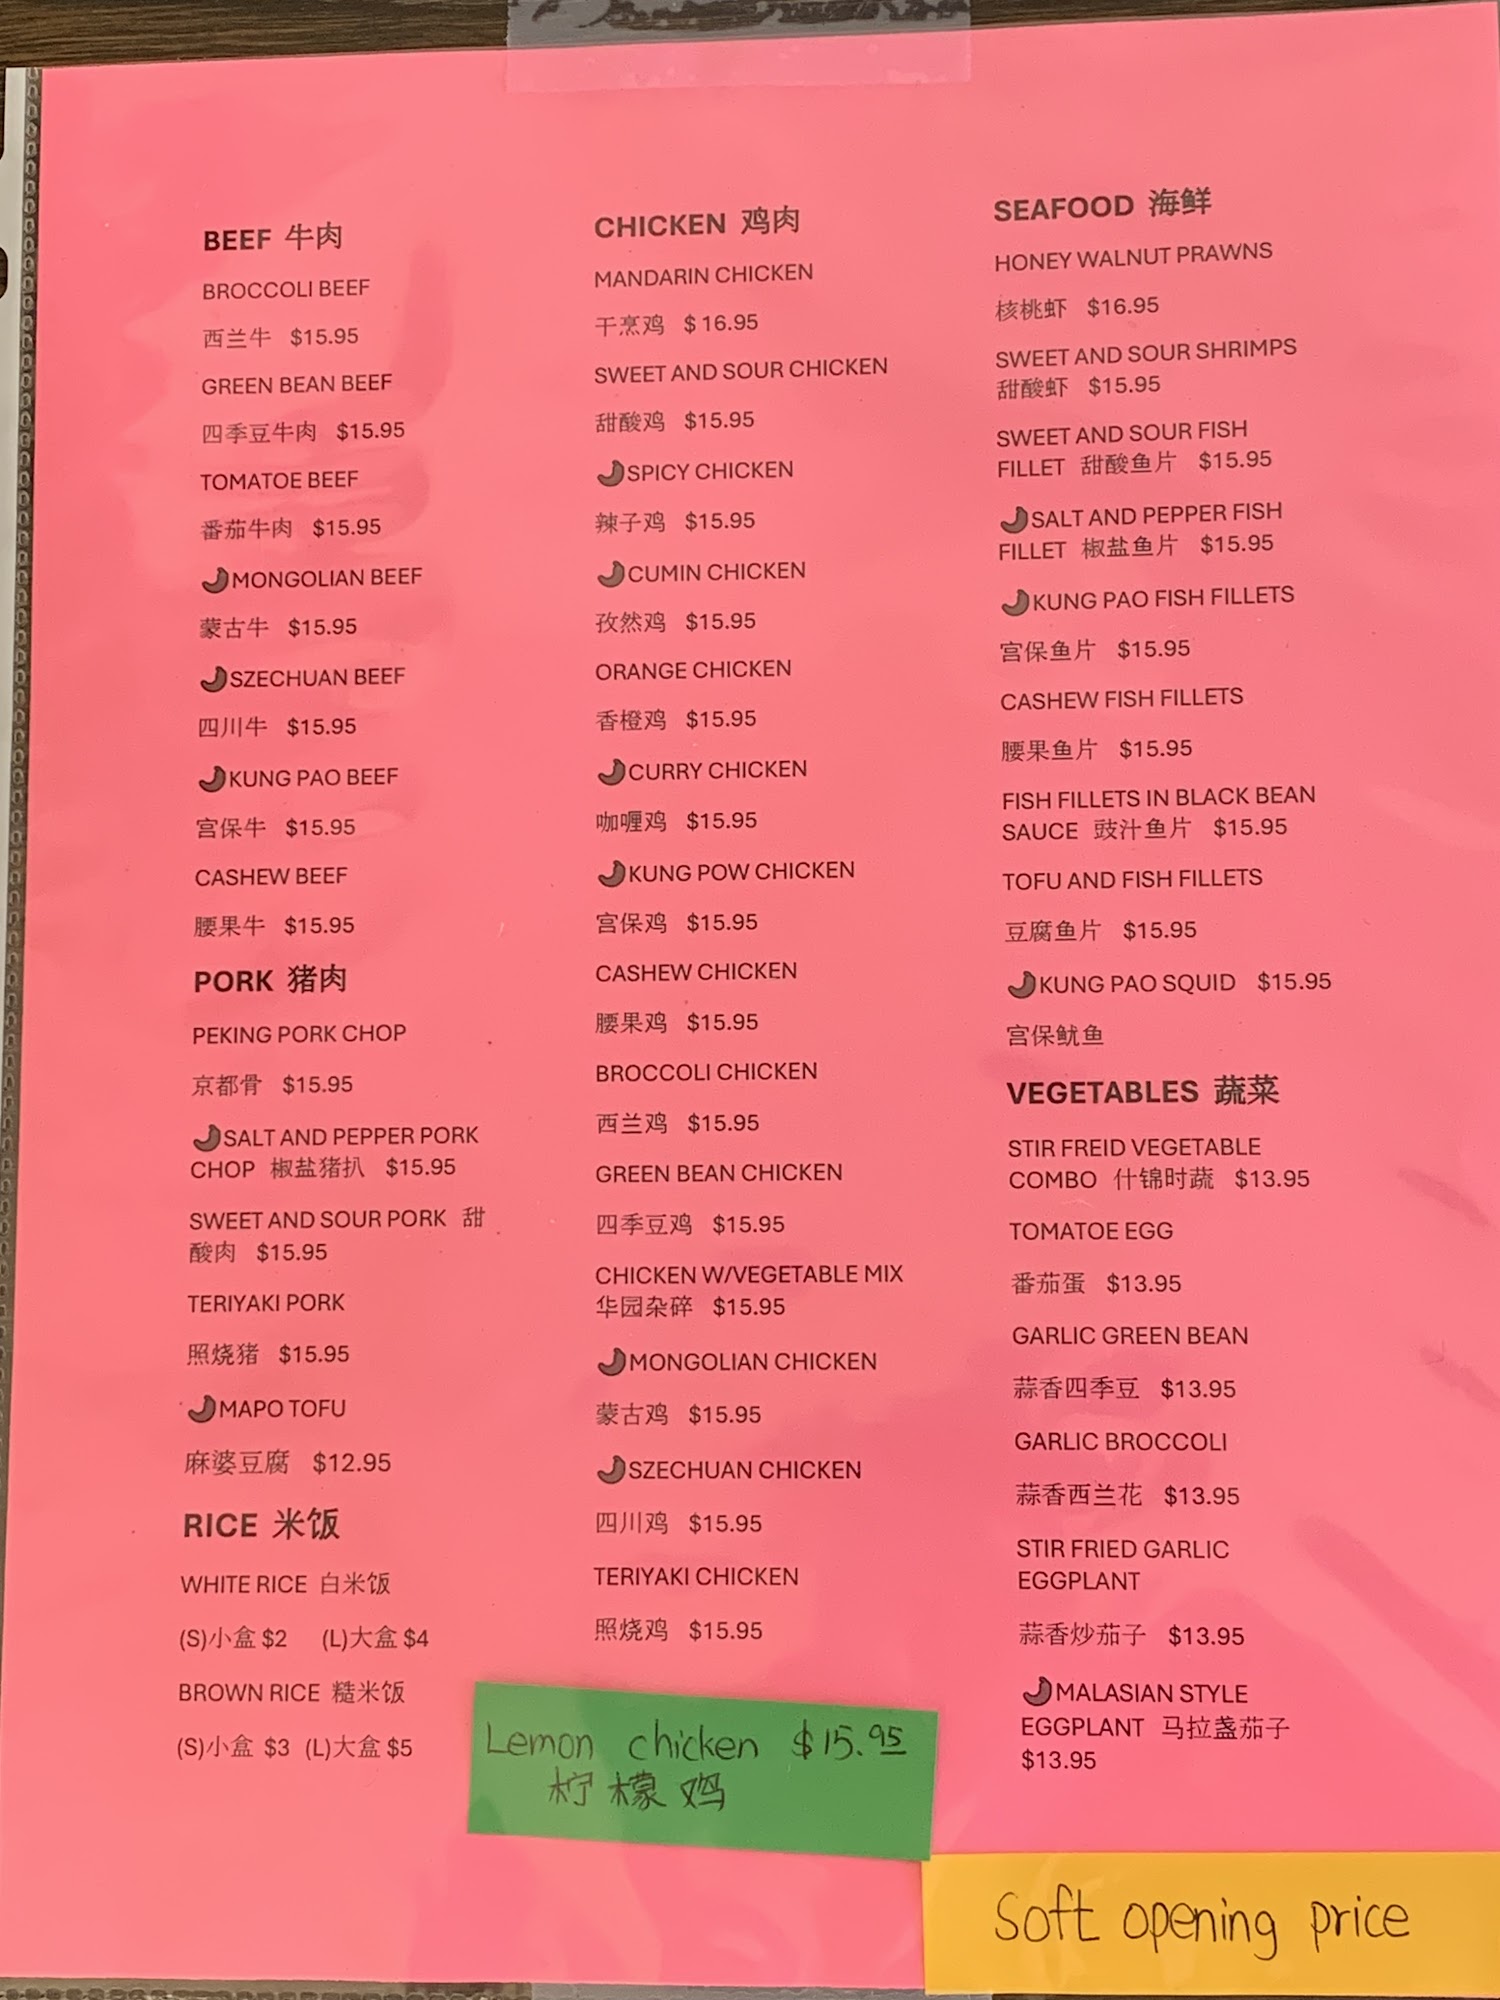 BEEF 牛肉
BROCCOLI BEEF
西兰牛 $15.95
GREEN BEAN BEEF
四季豆牛肉 $15.95
TOMATOE BEEF
番茄牛肉 $15.95
MONGOLIAN BEEF
蒙古牛 $15.95
SZECHUAN BEEF
四川牛 $15.95
KUNG PAO BEEF
宫保牛 $15.95
CASHEW BEEF
腰果牛 $15.95
PORK 猪肉
PEKING PORK CHOP
京都骨 $15.95
SALT AND PEPPER PORK
CHOP 椒盐猪扒 $15.95
SWEET AND SOUR PORK 甜
酸肉 $15.95
TERIYAKI PORK
照烧猪 $15.95
MAPO TOFU
麻婆豆腐 $12.95
RICE 米饭
WHITE RICE 白米饭
(S)小盒 $2 (L)大盒 $4
BROWN RICE 糙米饭
(S)小盒 $3 (L)大盒 $5
CHICKEN 鸡肉
MANDARIN CHICKEN
干烹鸡 $ 16.95
SWEET AND SOUR CHICKEN
甜酸鸡 $15.95
SPICY CHICKEN
辣子鸡 $15.95
CUMIN CHICKEN
孜然鸡 $15.95
ORANGE CHICKEN
香橙鸡 $15.95
CURRY CHICKEN
咖喱鸡 $15.95
KUNG POW CHICKEN
宫保鸡 $15.95
CASHEW CHICKEN
腰果鸡 $15.95
BROCCOLI CHICKEN
西兰鸡 $15.95
GREEN BEAN CHICKEN
四季豆鸡 $15.95
CHICKEN W/VEGETABLE MIX
华园杂碎 $15.95
MONGOLIAN CHICKEN
蒙古鸡 $15.95
SZECHUAN CHICKEN
四川鸡 $15.95
TERIYAKI CHICKEN
照烧鸡 $15.95
Lemon chicken $15.95
柠檬鸡
SEAFOOD 海鲜
HONEY WALNUT PRAWNS
核桃虾 $16.95
SWEET AND SOUR SHRIMPS
甜酸虾 $15.95
SWEET AND SOUR FISH
FILLET 甜酸鱼片 $15.95
SALT AND PEPPER FISH
FILLET 椒盐鱼片 $15.95
KUNG PAO FISH FILLETS
宫保鱼片 $15.95
CASHEW FISH FILLETS
腰果鱼片 $15.95
FISH FILLETS IN BLACK BEAN
SAUCE 豉汁鱼片 $15.95
TOFU AND FISH FILLETS
豆腐鱼片 $15.95
KUNG PAO SQUID $15.95
宫保鱿鱼
VEGETABLES 蔬菜
STIR FREID VEGETABLE
COMBO 什锦时蔬 $13.95
TOMATOE EGG
番茄蛋 $13.95
GARLIC GREEN BEAN
蒜香四季豆 $13.95
GARLIC BROCCOLI
蒜香西兰花 $13.95
STIR FRIED GARLIC
EGGPLANT
蒜香炒茄子 $13.95
MALASIAN STYLE
EGGPLANT 马拉盏茄子
$13.95
Soft opening price